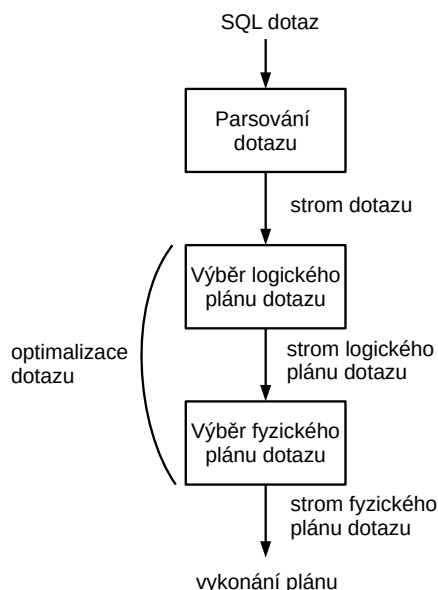 SQL dotaz
Parsování
dotazu
strom dotazu
Výběr logického
plánu dotazu
optimalizace
dotazu
strom logického
plánu dotazu
Výběr fyzického
plánu dotazu
strom fyzického
plánu dotazu
vykonání plánu